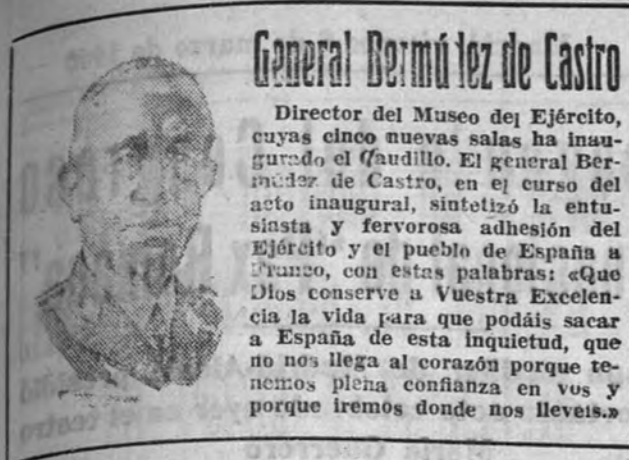 General Bermúdez de Castro
Director del Museo del Ejército,
cuyas cinco nuevas salas ha inau-
gurado el Caudillo. El general Ber-
múdez de Castro, en el curso del
acto inaugural, sintetizó la entu-
siasta y fervorosa adhesión del
Ejército y el pueblo de España a
Franco, con estas palabras: «Que
Dios conserve a Vuestra Excelen-
cia la vida para que podáis sacar
a España de esta inquietud, que
no nos llega al corazón porque te-
nemos plena confianza en vos y
porque iremos donde nos lleveis.»